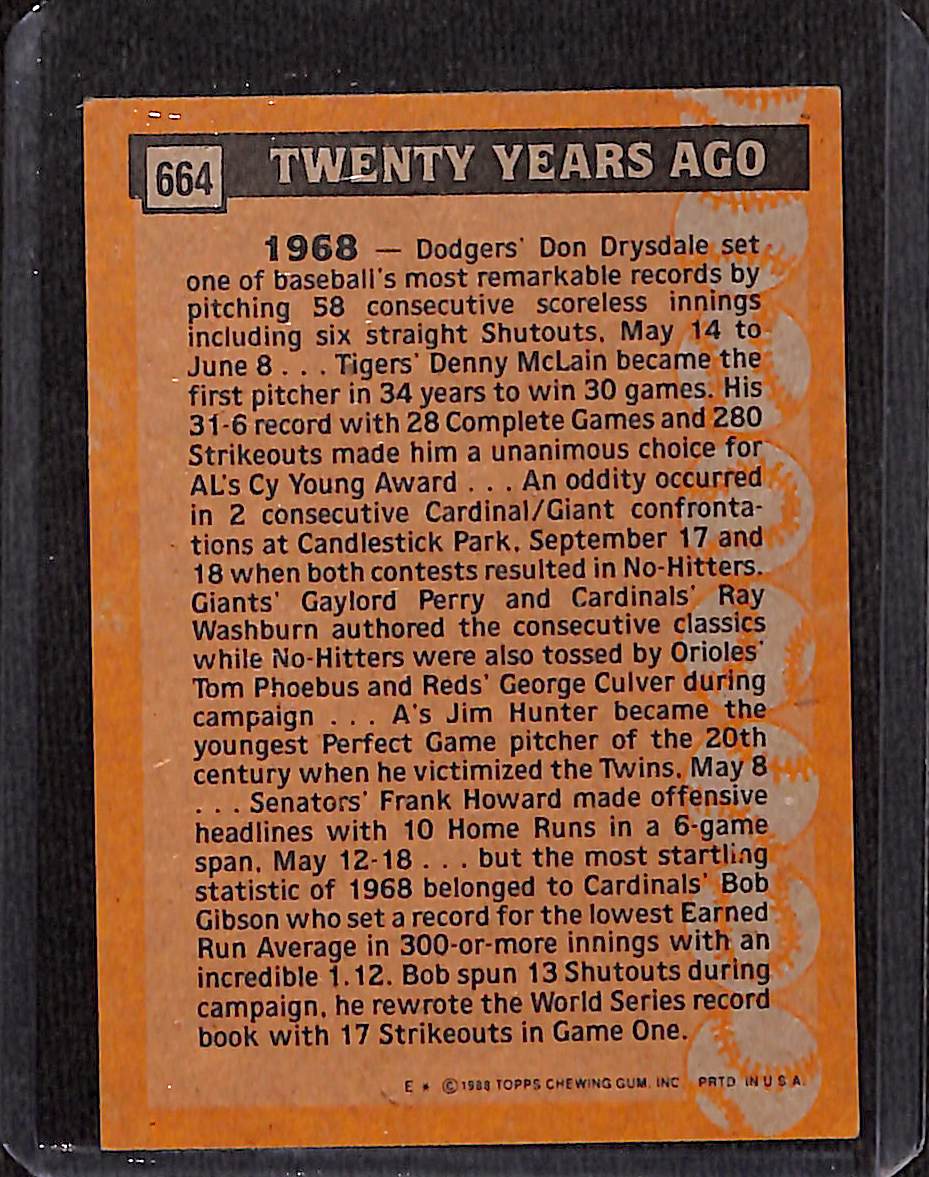 664 TWENTY YEARS AGO
1968 — Dodgers' Don Drysdale set
one of baseball's most remarkable records by
pitching 58 consecutive scoreless innings
including six straight Shutouts, May 14 to
June 8 . . . Tigers' Denny McLain became the
first pitcher in 34 years to win 30 games. His
31-6 record with 28 Complete Games and 280
Strikeouts made him a unanimous choice for
AL's Cy Young Award . . . An oddity occurred
in 2 consecutive Cardinal/Giant confronta-
tions at Candlestick Park, September 17 and
18 when both contests resulted in No-Hitters.
Giants' Gaylord Perry and Cardinals' Ray
Washburn authored the consecutive classics
while No-Hitters were also tossed by Orioles'
Tom Phoebus and Reds' George Culver during
campaign . . . A's Jim Hunter became the
youngest Perfect Game pitcher of the 20th
century when he victimized the Twins, May 8
. . . Senators' Frank Howard made offensive
headlines with 10 Home Runs in a 6-game
span, May 12-18 . . . but the most startling
statistic of 1968 belonged to Cardinals' Bob
Gibson who set a record for the lowest Earned
Run Average in 300-or-more innings with an
incredible 1.12. Bob spun 13 Shutouts during
campaign, he rewrote the World Series record
book with 17 Strikeouts in Game One.
E * © 1988 TOPPS CHEWING GUM, INC PRTD IN U S A